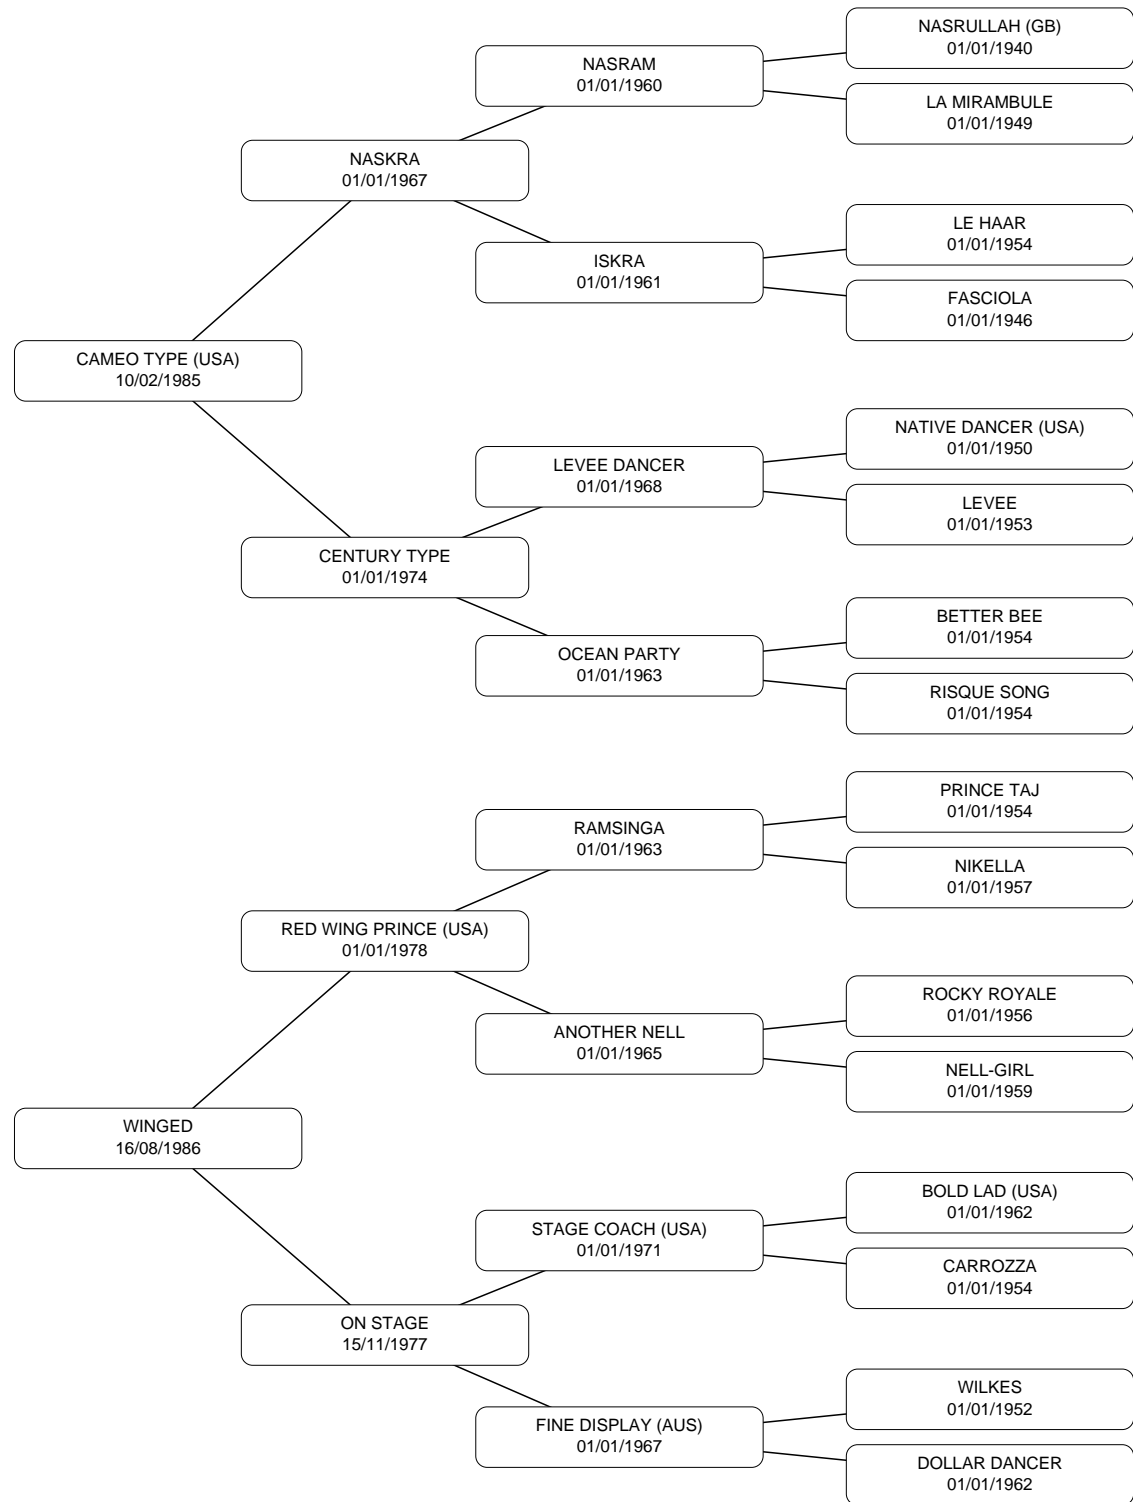 NASRULLAH (GB)
01/01/1940
NASRAM
01/01/1960
LA MIRAMBULE
01/01/1949
NASKRA
01/01/1967
LE HAAR
01/01/1954
ISKRA
01/01/1961
FASCIOLA
01/01/1946
CAMEO TYPE (USA)
10/02/1985
NATIVE DANCER (USA)
01/01/1950
LEVEE DANCER
01/01/1968
LEVEE
01/01/1953
CENTURY TYPE
01/01/1974
BETTER BEE
01/01/1954
OCEAN PARTY
01/01/1963
RISQUE SONG
01/01/1954
PRINCE TAJ
01/01/1954
RAMSINGA
01/01/1963
NIKELLA
01/01/1957
RED WING PRINCE (USA)
01/01/1978
ROCKY ROYALE
01/01/1956
ANOTHER NELL
01/01/1965
NELL-GIRL
01/01/1959
WINGED
16/08/1986
BOLD LAD (USA)
01/01/1962
STAGE COACH (USA)
01/01/1971
CARROZZA
01/01/1954
ON STAGE
15/11/1977
WILKES
01/01/1952
FINE DISPLAY (AUS)
01/01/1967
DOLLAR DANCER
01/01/1962